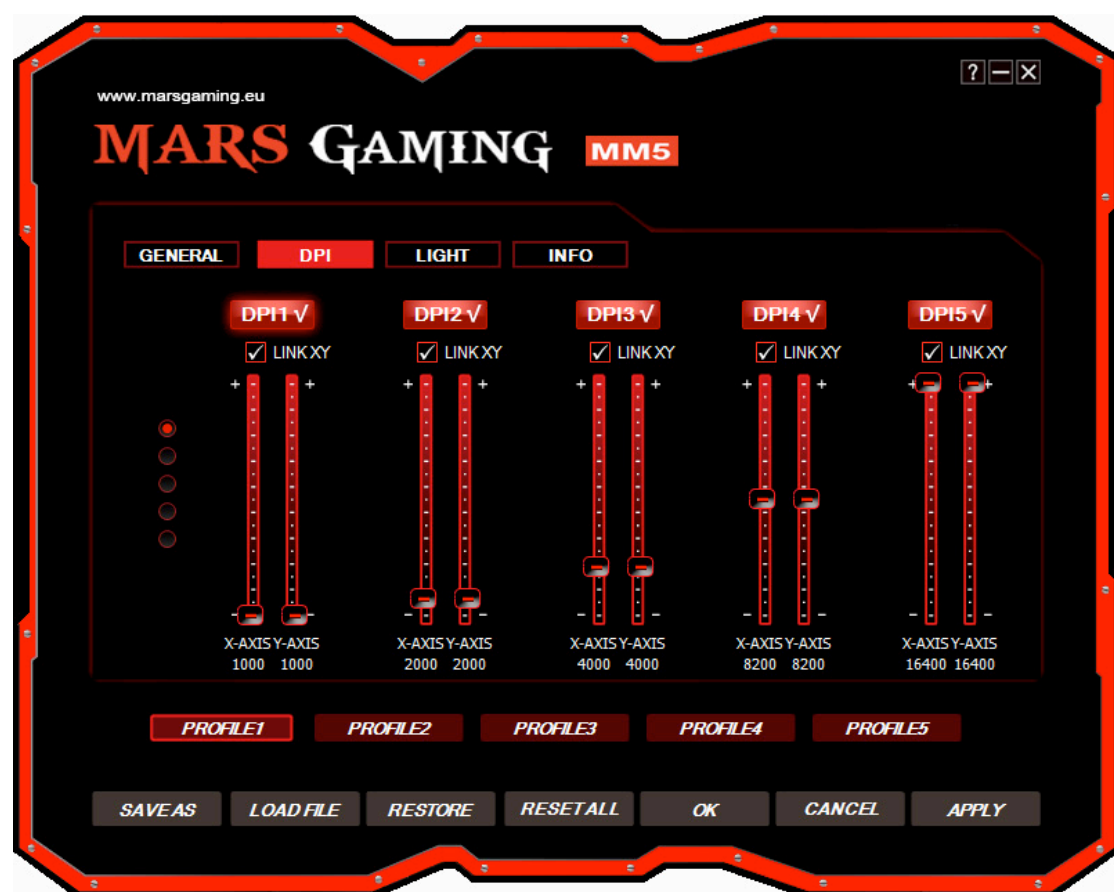 ? — X
www.marsgaming.eu
MARS GAMING MM5
GENERAL DPI LIGHT INFO
DPI1 √ DPI2 √ DPI3 √ DPI4 √ DPI5 √
LINK XY LINK XY LINK XY LINK XY LINK XY
+ + + + + + + + + +
- - - - - - - - - -
X-AXIS Y-AXIS X-AXIS Y-AXIS X-AXIS Y-AXIS X-AXIS Y-AXIS X-AXIS Y-AXIS
1000 1000 2000 2000 4000 4000 8200 8200 16400 16400
PROFILE1 PROFILE2 PROFILE3 PROFILE4 PROFILE5
SAVE AS LOAD FILE RESTORE RESET ALL OK CANCEL APPLY